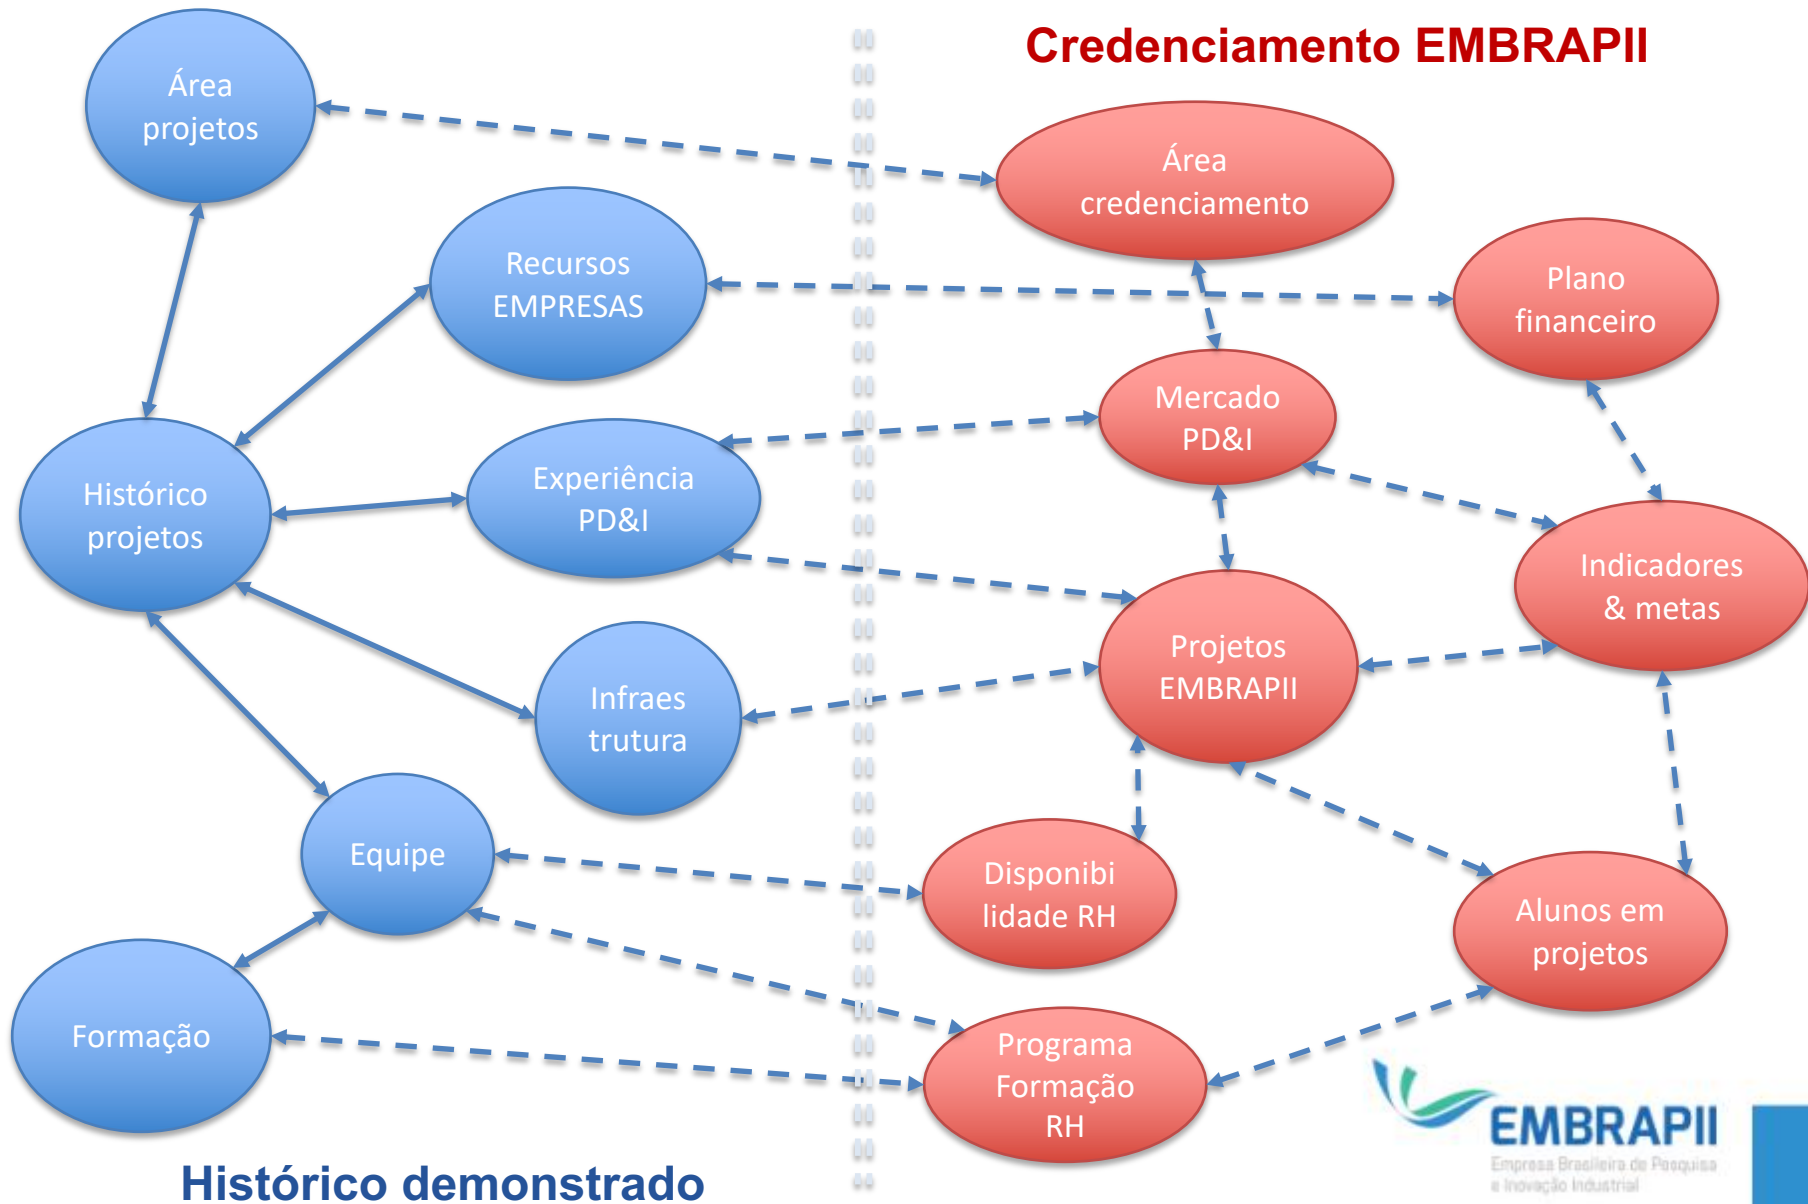 Credenciamento EMBRAPII
Área
projetos
Área
credenciamento
Recursos
EMPRESAS
Plano
financeiro
Mercado
PD&I
Histórico
projetos
Experiência
PD&I
Indicadores
& metas
Projetos
EMBRAPII
Infraes
trutura
Equipe
Disponibi
lidade RH
Alunos em
projetos
Formação
Programa
Formação
RH
EMBRAPII
Empresa Brasileira de Pesquisa
e Inovação Industrial
Histórico demonstrado